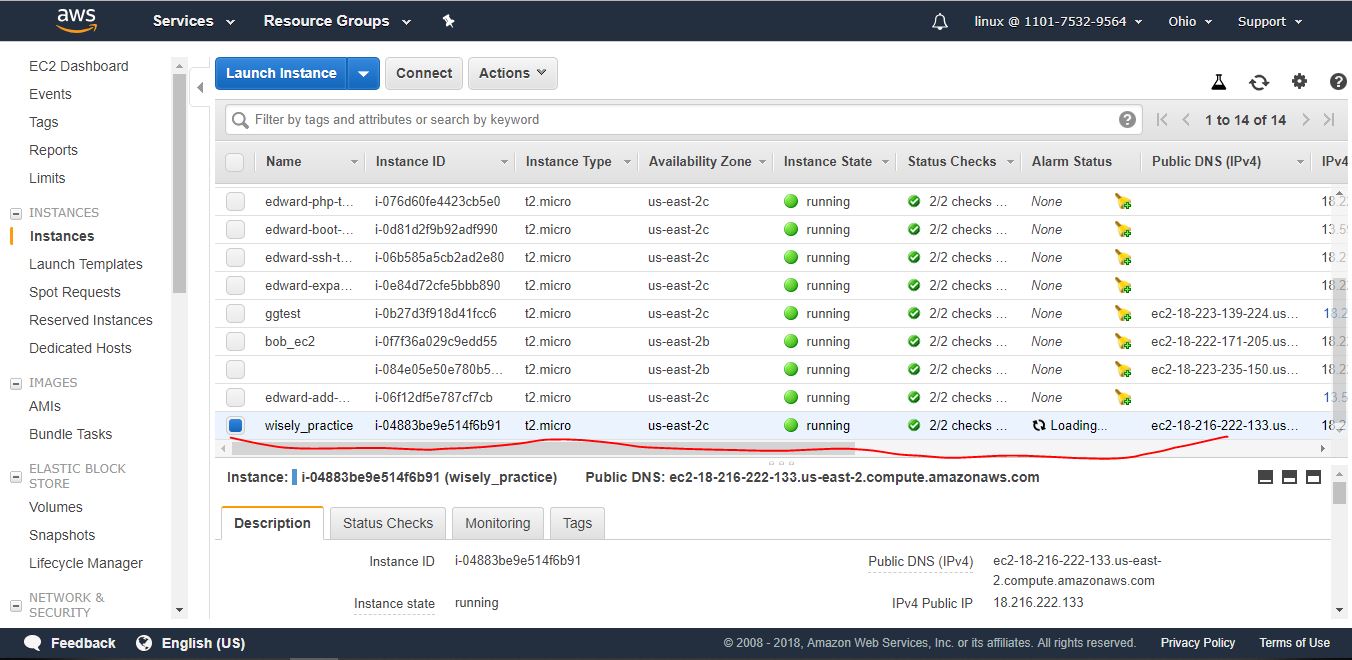 aws Services Resource Groups linux @ 1101-7532-9564 Ohio Support
EC2 Dashboard
Events
Tags
Reports
Limits
INSTANCES
Instances
Launch Templates
Spot Requests
Reserved Instances
Dedicated Hosts
IMAGES
AMIs
Bundle Tasks
ELASTIC BLOCK
STORE
Volumes
Snapshots
Lifecycle Manager
NETWORK &
SECURITY
Launch Instance Connect Actions
Filter by tags and attributes or search by keyword 1 to 14 of 14
Name Instance ID Instance Type Availability Zone Instance State Status Checks Alarm Status Public DNS (IPv4) IPv4
edward-php-t... i-076d60fe4423cb5e0 t2.micro us-east-2c running 2/2 checks ... None 18.2
edward-boot-... i-0d81d2f9b92adf990 t2.micro us-east-2c running 2/2 checks ... None 13.5
edward-ssh-t... i-06b585a5cb2ad2e80 t2.micro us-east-2c running 2/2 checks ... None 18.2
edward-expa... i-0e84d72cfe5bbb890 t2.micro us-east-2c running 2/2 checks ... None 18.2
ggtest i-0b27d3f918d41fcc6 t2.micro us-east-2c running 2/2 checks ... None ec2-18-223-139-224.us... 18.2
bob_ec2 i-0f7f36a029c9edd55 t2.micro us-east-2b running 2/2 checks ... None ec2-18-222-171-205.us... 18.2
i-084e05e50e780b5... t2.micro us-east-2b running 2/2 checks ... None ec2-18-223-235-150.us... 18.2
edward-add-... i-06f12df5e787cf7cb t2.micro us-east-2c running 2/2 checks ... None 13.5
wisely_practice i-04883be9e514f6b91 t2.micro us-east-2c running 2/2 checks ... Loading... ec2-18-216-222-133.us... 18.2
Instance: i-04883be9e514f6b91 (wisely_practice) Public DNS: ec2-18-216-222-133.us-east-2.compute.amazonaws.com
Description Status Checks Monitoring Tags
Instance ID i-04883be9e514f6b91 Public DNS (IPv4) ec2-18-216-222-133.us-east-
2.compute.amazonaws.com
Instance state running IPv4 Public IP 18.216.222.133
Feedback English (US) © 2008 - 2018, Amazon Web Services, Inc. or its affiliates. All rights reserved. Privacy Policy Terms of Use